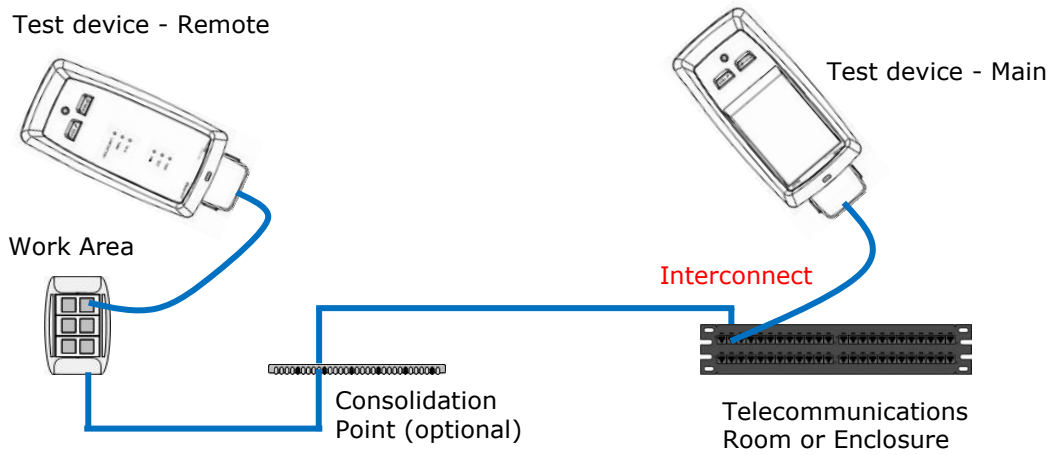 Test device - Remote
Test device - Main
Work Area
Interconnect
Consolidation
Point (optional)
Telecommunications
Room or Enclosure